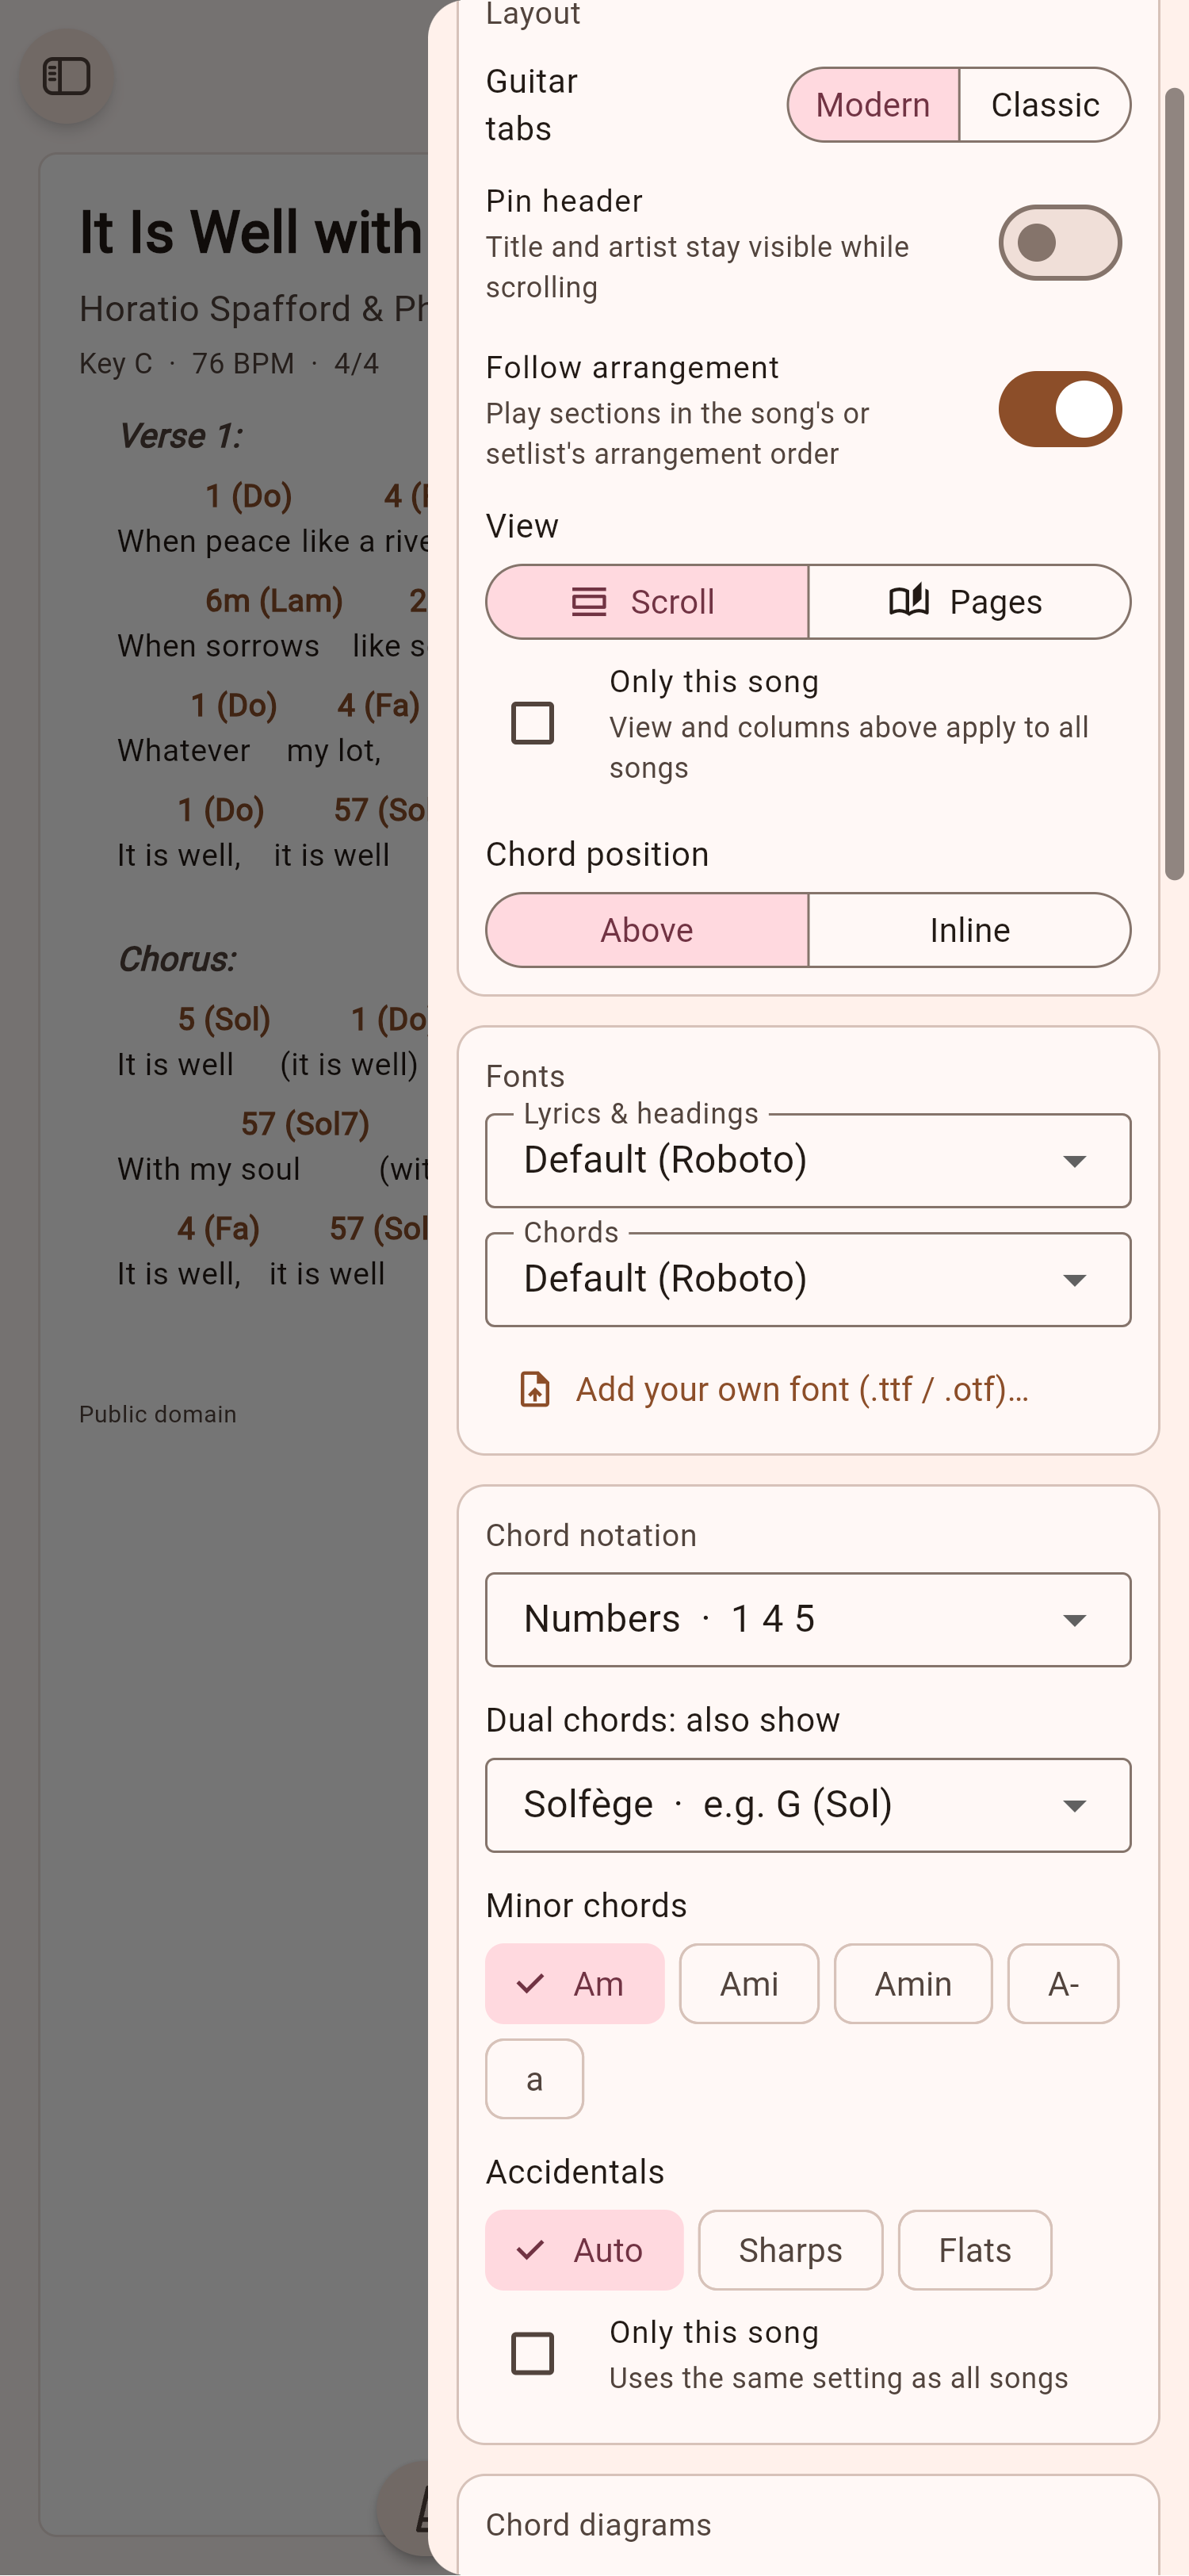 It Is Well with
Horatio Spafford &
Key C · 76 BPM · 4/4
Verse 1:
1 (Do) 4
When peace like a
6m (Lam) 2
When sorrows like
1 (Do) 4 (Fa)
Whatever my lot,
1 (Do) 57 (So
It is well, it is well
Chorus:
5 (Sol) 1 (Do)
It is well (it is well)
57 (Sol7)
With my soul
4 (Fa) 57 (Sol
It is well, it is well
Public domain
Layout
Guitar
tabs
Modern
Classic
Pin header
Title and artist stay visible while
scrolling
Follow arrangement
Play sections in the song's or
setlist's arrangement order
View
Scroll
Pages
Only this song
View and columns above apply to all
songs
Chord position
Above
Inline
Fonts
Lyrics & headings
Default (Roboto)
Chords
Default (Roboto)
Add your own font (.ttf / .otf)...
Chord notation
Numbers · 1 4 5
Dual chords: also show
Solfège · e.g. G (Sol)
Minor chords
Am
Ami
Amin
A-
a
Accidentals
Auto
Sharps
Flats
Only this song
Uses the same setting as all songs
Chord diagrams